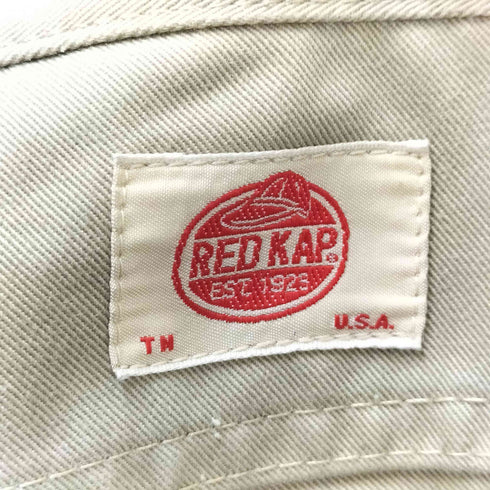 RED KAP®
EST. 1923
TN U.S.A.